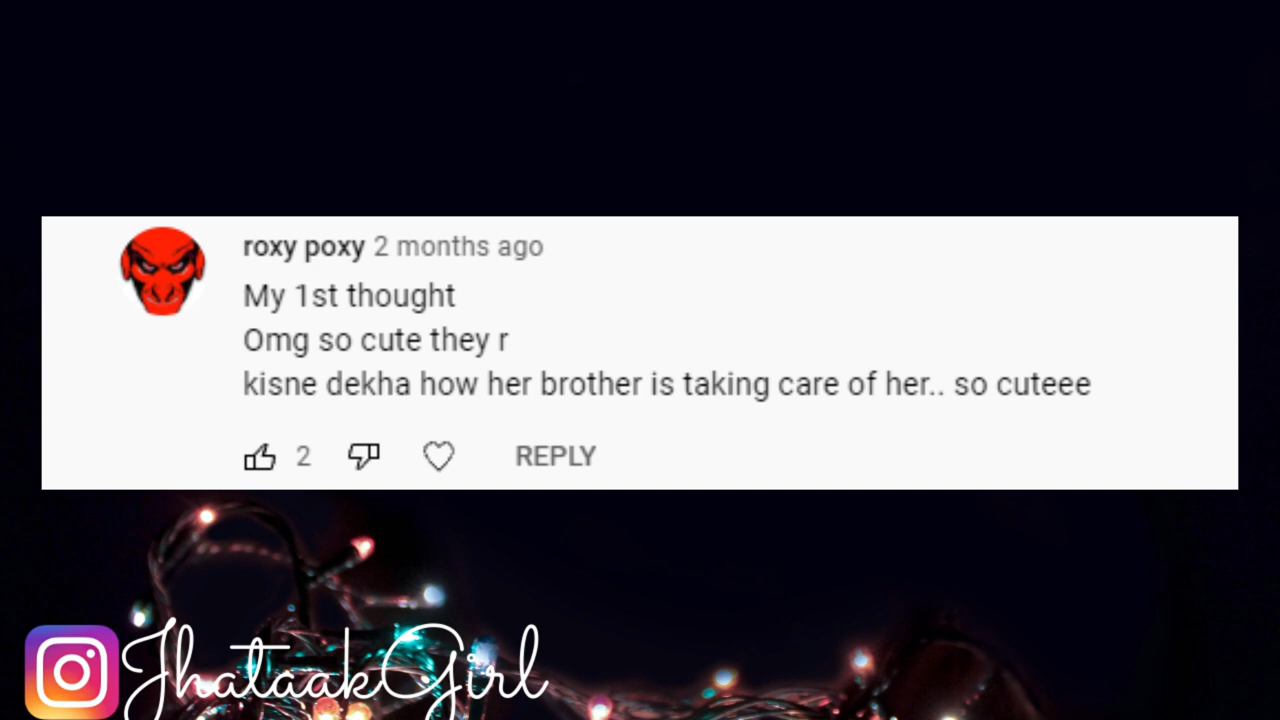 roxy poxy 2 months ago
My 1st thought
Omg so cute they r
kisne dekha how her brother is taking care of her.. so cuteee
2
REPLY
JhataakGirl